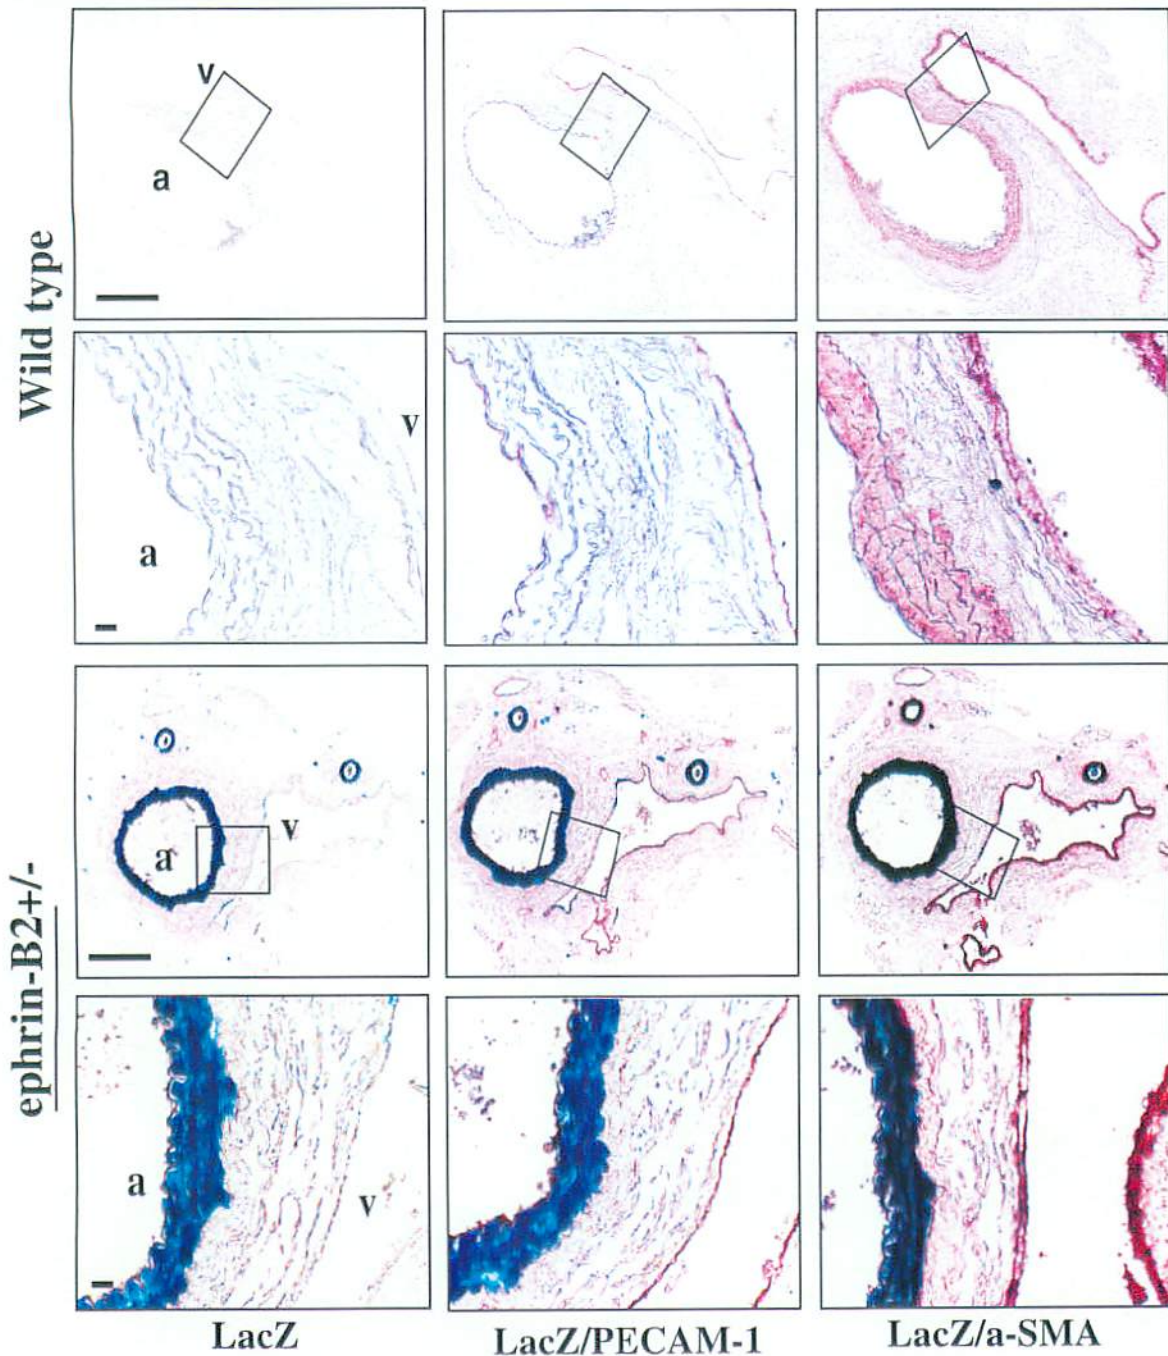 v
a
Wild type
a
v
a
v
ephrin-B2+/-
a
v
LacZ
LacZ/PECAM-1
LacZ/a-SMA